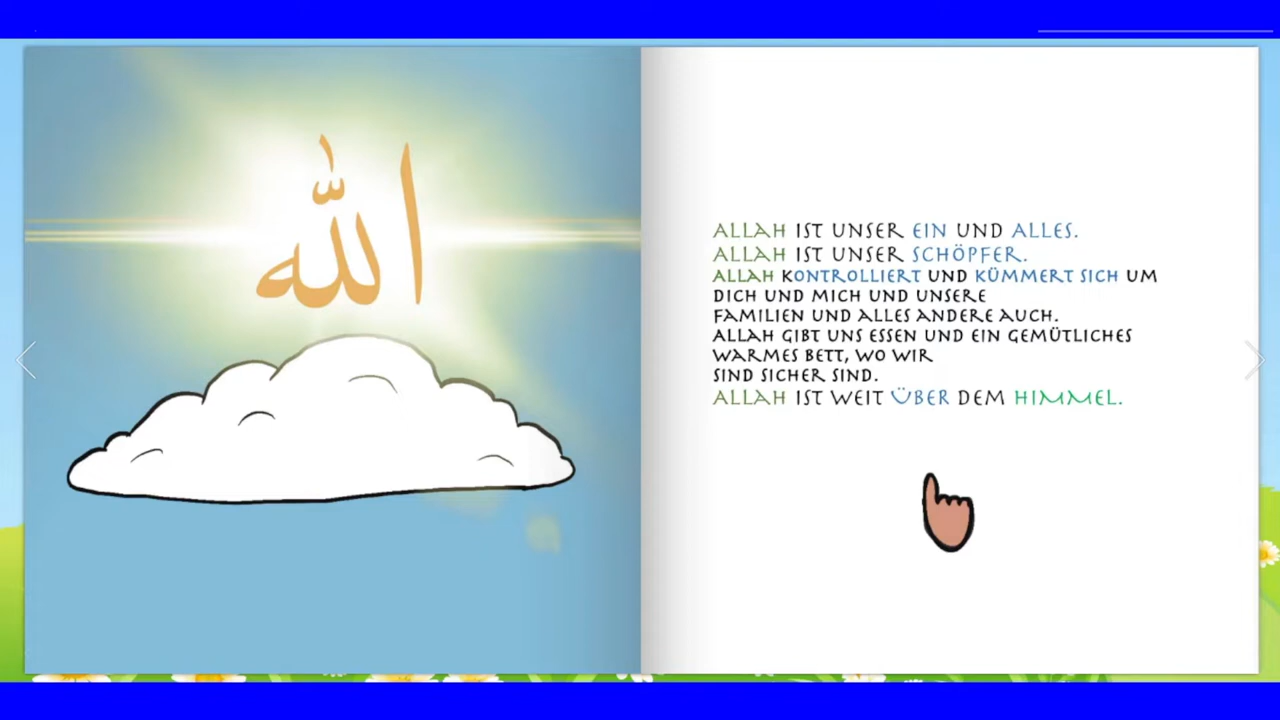 الله
ALLAH IST UNSER EIN UND ALLES.
ALLAH IST UNSER SCHÖPFER.
ALLAH KONTROLLIERT UND KÜMMERT SICH UM
DICH UND MICH UND UNSERE
FAMILIEN UND ALLES ANDERE AUCH.
ALLAH GIBT UNS ESSEN UND EIN GEMÜTLICHES
WARMES BETT, WO WIR
SIND SICHER SIND.
ALLAH IST WEIT ÜBER DEM HIMMEL.